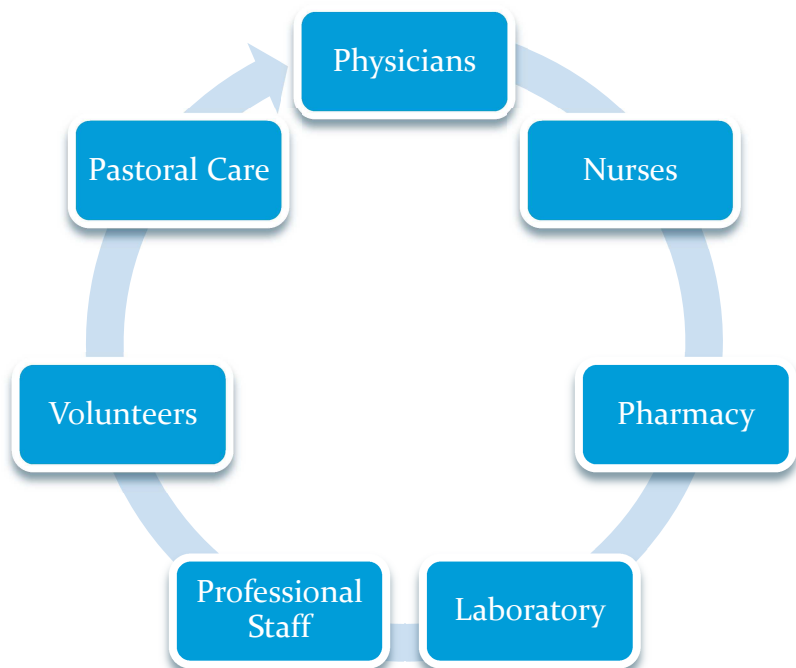 Physicians
Nurses
Pharmacy
Laboratory
Professional
Staff
Volunteers
Pastoral Care